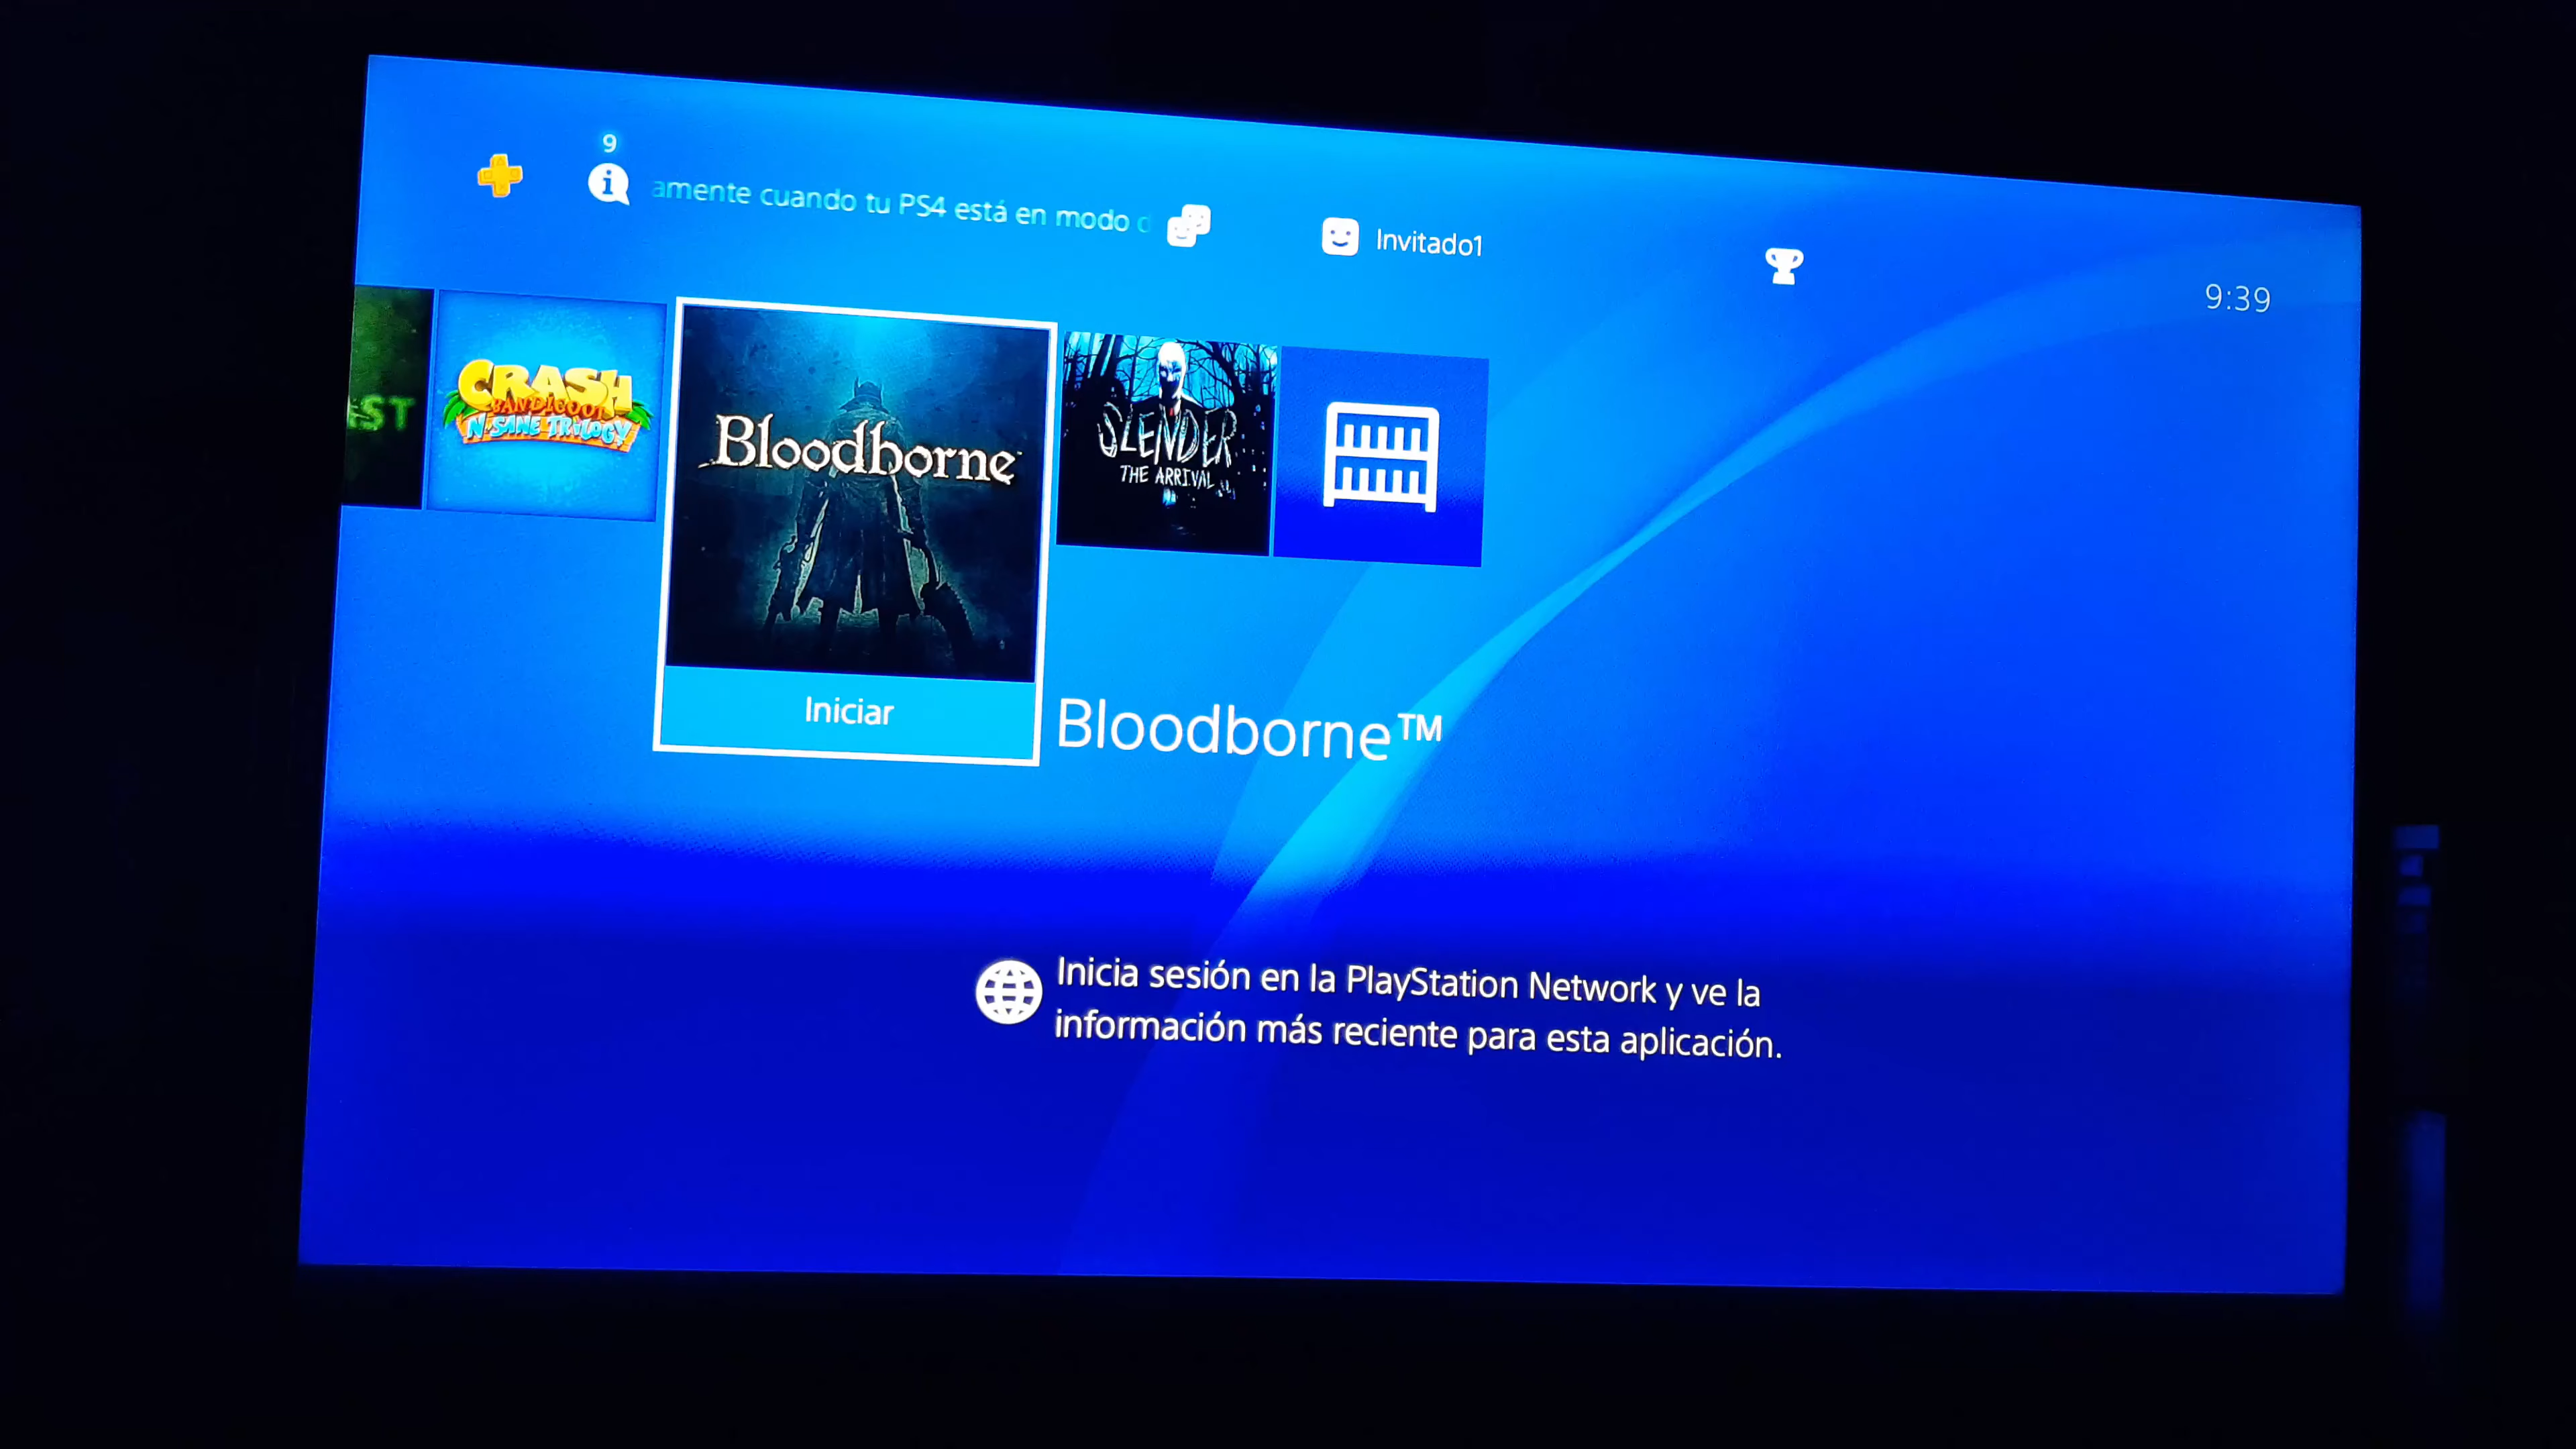 9
amente cuando tu PS4 está en modo
Invitado1
9:39
ST
CRASH
BANDICOOT
N. SANE TRILOGY
Bloodborne
SLENDER
THE ARRIVAL
Iniciar
Bloodborne™
Inicia sesión en la PlayStation Network y ve la
información más reciente para esta aplicación.